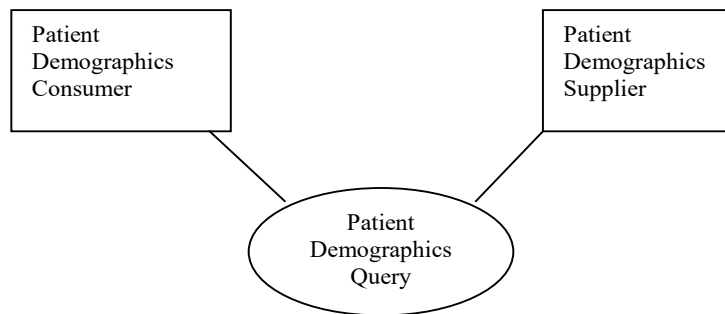 Patient
Demographics
Consumer
Patient
Demographics
Supplier
Patient
Demographics
Query